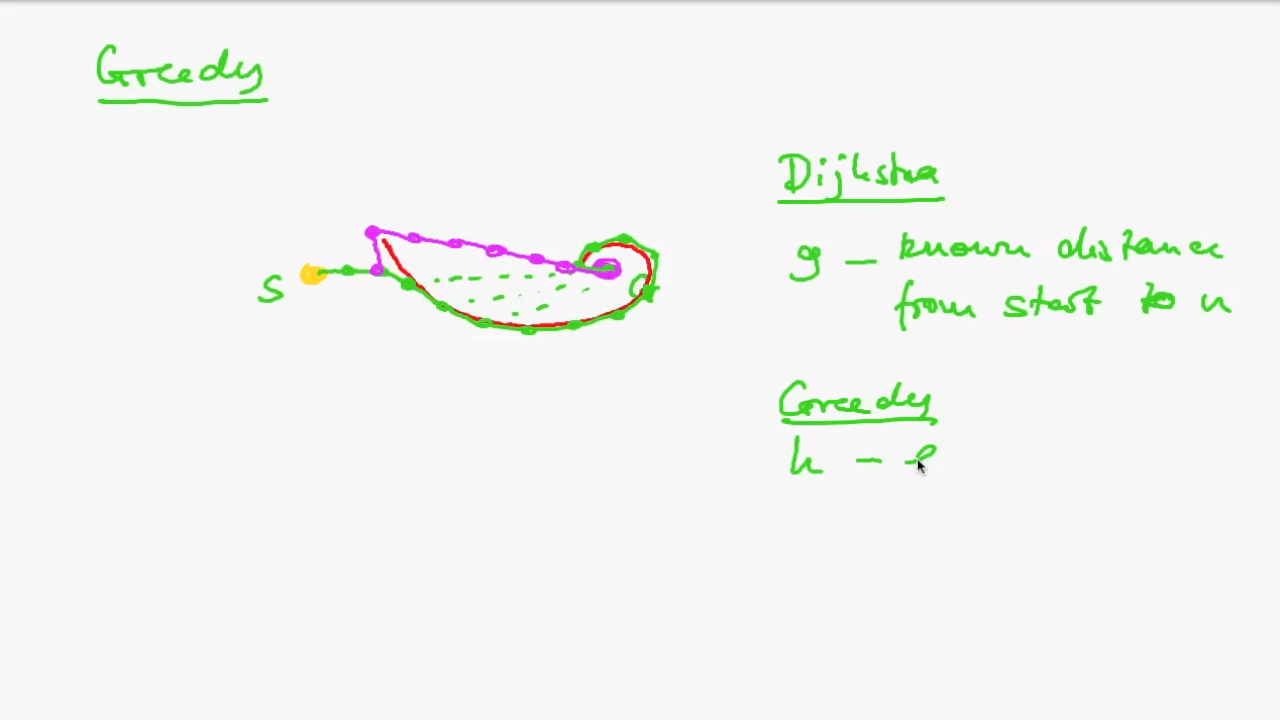 Greedy
Dijkstra
g – known distance
from start to n
S
G
Greedy
h – e